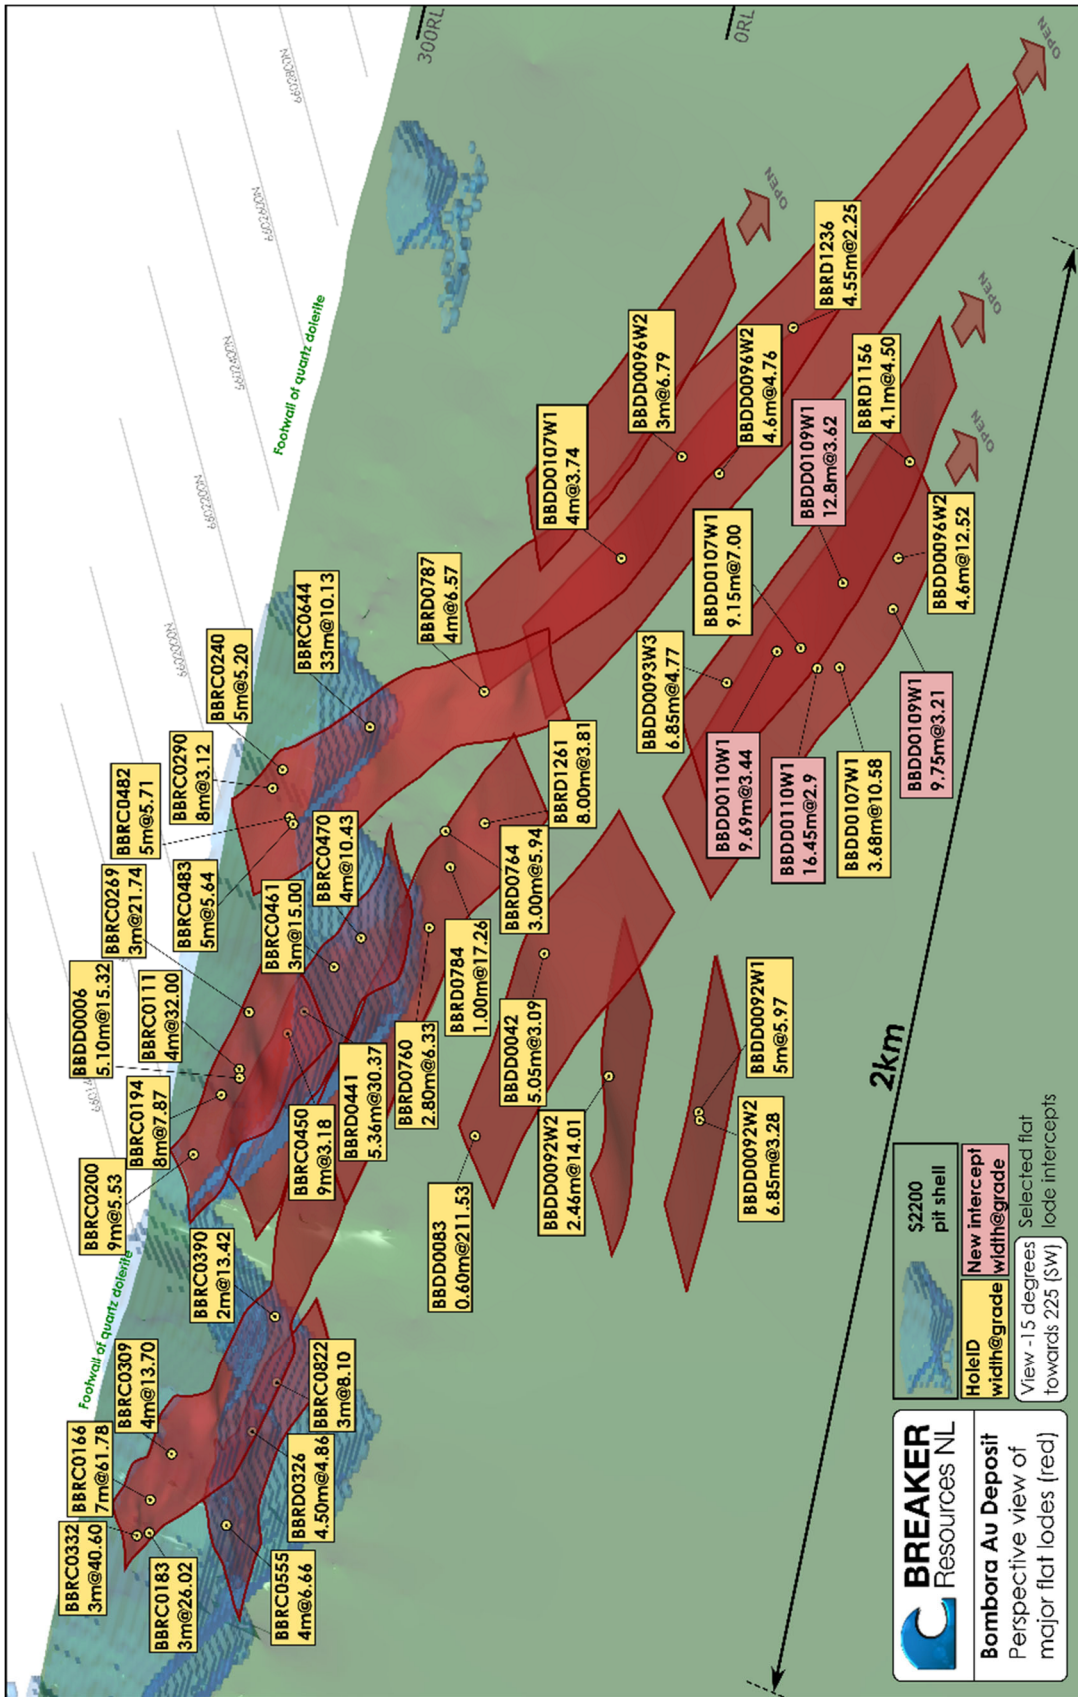 300RL
0RL
6602800N
6602600N
6602400N
6602200N
6602000N
Footwall of quartz dolerite
Footwall of quartz dolerite
BBRC0332
3m@40.60
BBRC0166
7m@61.78
BBRC0183
3m@26.02
BBRC0309
4m@13.70
BBRC0555
4m@6.66
BBRD0326
4.50m@4.86
BBRC0822
3m@8.10
BBRC0390
2m@13.42
BBRC0200
9m@5.53
BBRC0194
8m@7.87
BBDD0006
5.10m@15.32
BBRC0111
4m@32.00
BBRC0269
3m@21.74
BBRC0450
9m@3.18
BBRD0441
5.36m@30.37
BBRC0461
3m@15.00
BBRC0470
4m@10.43
BBRC0483
5m@5.64
BBRC0482
5m@5.71
BBRC0290
8m@3.12
BBRC0240
5m@5.20
BBRC0644
33m@10.13
BBRD0787
4m@6.57
BBRD0760
2.80m@6.33
BBRD0784
1.00m@17.26
BBRD0764
3.00m@5.94
BBRD1261
8.00m@3.81
BBDD0083
0.60m@211.53
BBDD0042
5.05m@3.09
BBDD0092W2
2.46m@14.01
BBDD0092W2
6.85m@3.28
BBDD0092W1
5m@5.97
BBDD0107W1
4m@3.74
BBDD0096W2
3m@6.79
BBDD0096W2
4.6m@4.76
BBRD1236
4.55m@2.25
BBDD0093W3
6.85m@4.77
BBDD0107W1
9.15m@7.00
BBDD0109W1
12.8m@3.62
BBRD1156
4.1m@4.50
BBDD0110W1
9.69m@3.44
BBDD0110W1
16.45m@2.9
BBDD0107W1
3.68m@10.58
BBDD0109W1
9.75m@3.21
BBDD0096W2
4.6m@12.52
OPEN
OPEN
OPEN
OPEN
2km
BREAKER
Resources NL
Bombora Au Deposit
Perspective view of
major flat lodes (red)
$2200
pit shell
HoleID
width@grade
New intercept
width@grade
View -15 degrees
towards 225 (SW)
Selected flat
lode intercepts